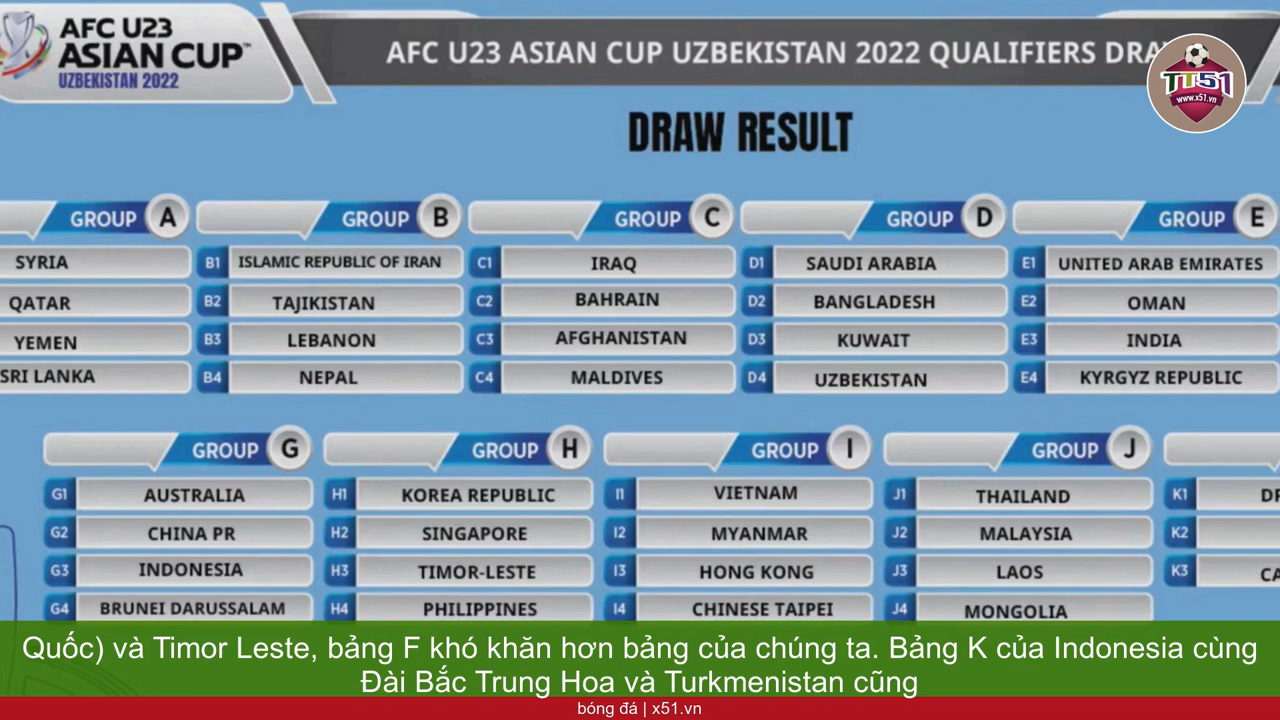 AFC U23
ASIAN CUP™
UZBEKISTAN 2022
AFC U23 ASIAN CUP UZBEKISTAN 2022 QUALIFIERS
TT51
www.x51.vn
DRAW RESULT
GROUP A
SYRIA
QATAR
YEMEN
SRI LANKA
GROUP B
B1 ISLAMIC REPUBLIC OF IRAN
B2 TAJIKISTAN
B3 LEBANON
B4 NEPAL
GROUP C
C1 IRAQ
C2 BAHRAIN
C3 AFGHANISTAN
C4 MALDIVES
GROUP D
D1 SAUDI ARABIA
D2 BANGLADESH
D3 KUWAIT
D4 UZBEKISTAN
GROUP E
E1 UNITED ARAB EMIRATES
E2 OMAN
E3 INDIA
E4 KYRGYZ REPUBLIC
GROUP G
G1 AUSTRALIA
G2 CHINA PR
G3 INDONESIA
G4 BRUNEI DARUSSALAM
GROUP H
H1 KOREA REPUBLIC
H2 SINGAPORE
H3 TIMOR-LESTE
H4 PHILIPPINES
GROUP I
I1 VIETNAM
I2 MYANMAR
I3 HONG KONG
I4 CHINESE TAIPEI
GROUP J
J1 THAILAND
J2 MALAYSIA
J3 LAOS
J4 MONGOLIA
K1
K2
K3
Quốc) và Timor Leste, bảng F khó khăn hơn bảng của chúng ta. Bảng K của Indonesia cùng
Đài Bắc Trung Hoa và Turkmenistan cũng
bóng đá | x51.vn